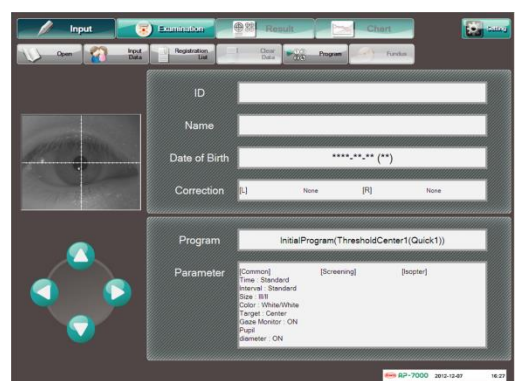 Input
Examination
Result
Chart
Setting
Open
Input Data
Registration List
Clear Data
Program
Fundus
ID
Name
Date of Birth
****-**-** (**)
Correction
[L] None [R] None
Program
InitialProgram(ThresholdCenter1(Quick1))
Parameter
[Common] [Screening] [Isopter]
Time : Standard
Interval : Standard
Size : III/II
Color : White/White
Target : Center
Gaze Monitor : ON
Pupil
diameter : ON
AP-7000 2012-12-07 16:27